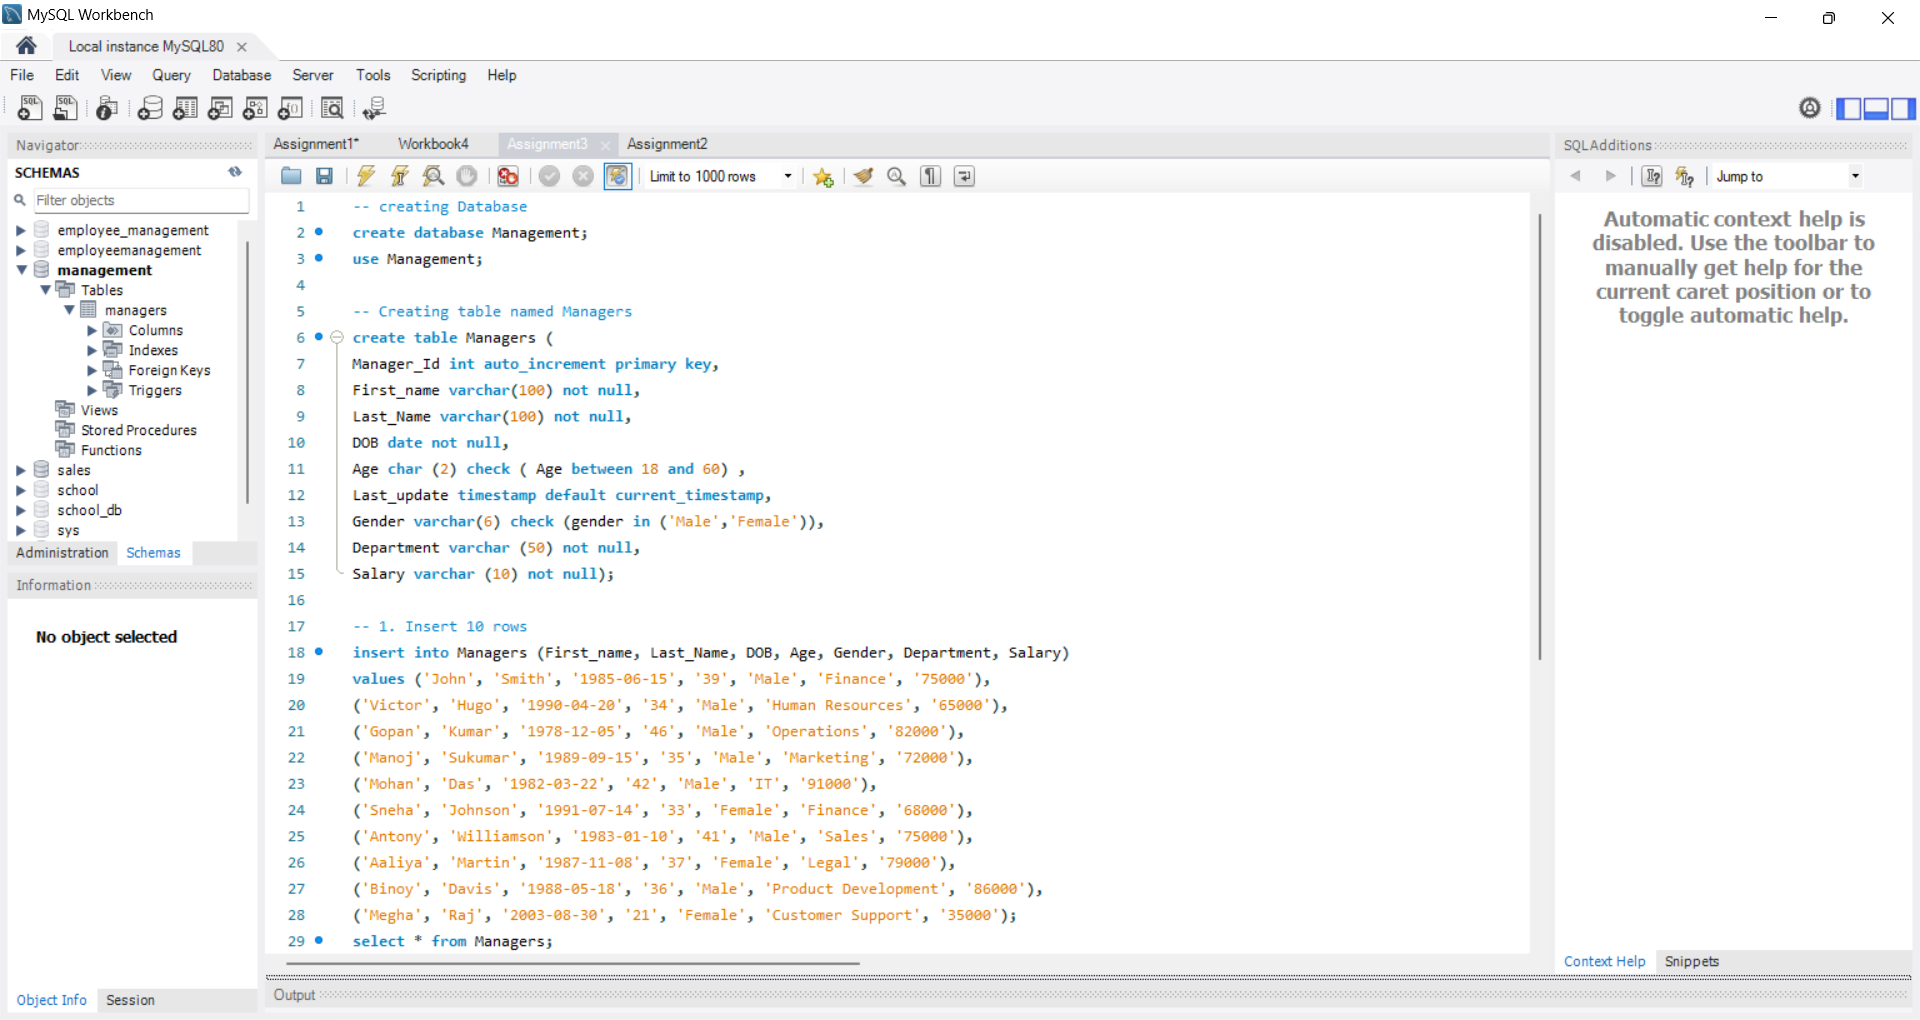 MySQL Workbench
Local instance MySQL80
File Edit View Query Database Server Tools Scripting Help
Navigator
SCHEMAS
Filter objects
employee_management
employeemanagement
management
Tables
managers
Columns
Indexes
Foreign Keys
Triggers
Views
Stored Procedures
Functions
sales
school
school_db
sys
Administration Schemas
Information
No object selected
Object Info Session
Assignment1* Workbook4 Assignment3 Assignment2
Limit to 1000 rows
1 -- creating Database
2 create database Management;
3 use Management;
4
5 -- Creating table named Managers
6 create table Managers (
7 Manager_Id int auto_increment primary key,
8 First_name varchar(100) not null,
9 Last_Name varchar(100) not null,
10 DOB date not null,
11 Age char (2) check ( Age between 18 and 60) ,
12 Last_update timestamp default current_timestamp,
13 Gender varchar(6) check (gender in ('Male','Female')),
14 Department varchar (50) not null,
15 Salary varchar (10) not null);
16
17 -- 1. Insert 10 rows
18 insert into Managers (First_name, Last_Name, DOB, Age, Gender, Department, Salary)
19 values ('John', 'Smith', '1985-06-15', '39', 'Male', 'Finance', '75000'),
20 ('Victor', 'Hugo', '1990-04-20', '34', 'Male', 'Human Resources', '65000'),
21 ('Gopan', 'Kumar', '1978-12-05', '46', 'Male', 'Operations', '82000'),
22 ('Manoj', 'Sukumar', '1989-09-15', '35', 'Male', 'Marketing', '72000'),
23 ('Mohan', 'Das', '1982-03-22', '42', 'Male', 'IT', '91000'),
24 ('Sneha', 'Johnson', '1991-07-14', '33', 'Female', 'Finance', '68000'),
25 ('Antony', 'Williamson', '1983-01-10', '41', 'Male', 'Sales', '75000'),
26 ('Aaliya', 'Martin', '1987-11-08', '37', 'Female', 'Legal', '79000'),
27 ('Binoy', 'Davis', '1988-05-18', '36', 'Male', 'Product Development', '86000'),
28 ('Megha', 'Raj', '2003-08-30', '21', 'Female', 'Customer Support', '35000');
29 select * from Managers;
Output
SQLAdditions
Jump to
Automatic context help is
disabled. Use the toolbar to
manually get help for the
current caret position or to
toggle automatic help.
Context Help Snippets